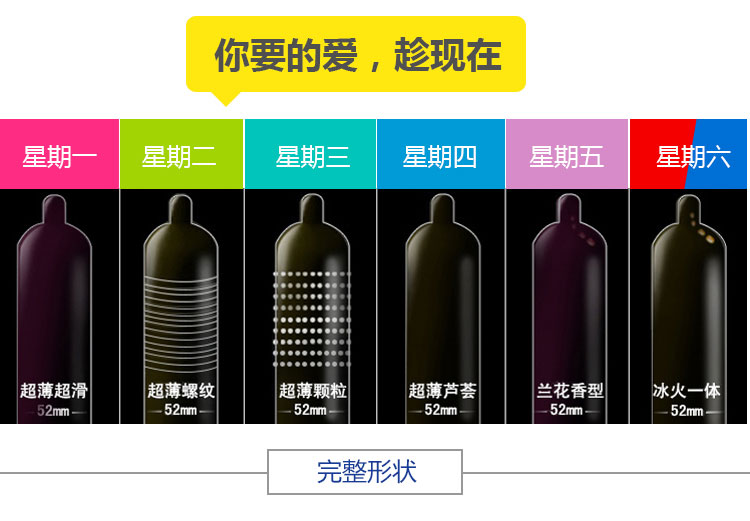 你要的爱，趁现在
星期一 星期二 星期三 星期四 星期五 星期六
超薄超滑 超薄螺纹 超薄颗粒 超薄芦荟 兰花香型 冰火一体
52mm 52mm 52mm 52mm 52mm 52mm
完整形状